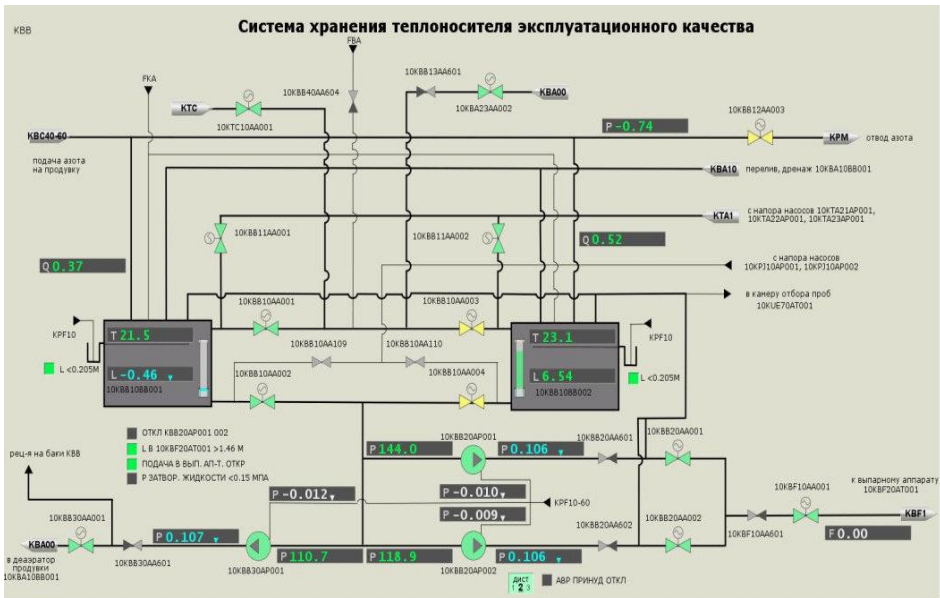 KBB
Система хранения теплоносителя эксплуатационного качества
FBA
FKA
10KBB40AA604
10KBB13AA601
KTC
10KTC10AA001
KBA00
10KBA23AA002
10KBB12AA003
KBC40-60
P -0.74
KPM
отвод азота
подача азота
на продувку
KBA10
перелив, дренаж 10KBA10BB001
KTA1
с напора насосов 10KTA21AP001,
10KTA22AP001, 10KTA23AP001
10KBB11AA001
10KBB11AA002
Q 0.52
Q 0.37
с напора насосов
10KPJ10AP001, 10KPJ10AP002
в камеру отбора проб
10KUE70AT001
10KBB10AA001
10KBB10AA003
KPF10
KPF10
T 21.5
T 23.1
10KBB10AA109
10KBB10AA110
L <0.205М
L -0.46
10KBB10BB001
10KBB10AA002
10KBB10AA004
L 6.54
10KBB10BB002
L <0.205М
ОТКЛ KBB20AP001 002
L В 10KBF20AT001 >1.46 М
ПОДАЧА В ВЫП. АП-Т. ОТКР
Р ЗАТВОР. ЖИДКОСТИ <0.15 МПА
10KBB20AP001
10KBB20AA601
10KBB20AA001
P 144.0
P 0.106
рец-я на баки КВВ
P -0.012
P -0.010
P -0.009
KPF10-60
10KBF10AA001
к выпарному аппарату
10KBF20AT001
KBF1
10KBB20AA602
10KBB20AA002
10KBF10AA601
F 0.00
10KBB30AA001
KBA00
P 0.107
10KBB30AA601
в деаэратор
продувки
10KBA10BB001
P 110.7
10KBB30AP001
P 118.9
10KBB20AP002
P 0.106
ДИСТ
1 2 3
АВР ПРИНУД ОТКЛ